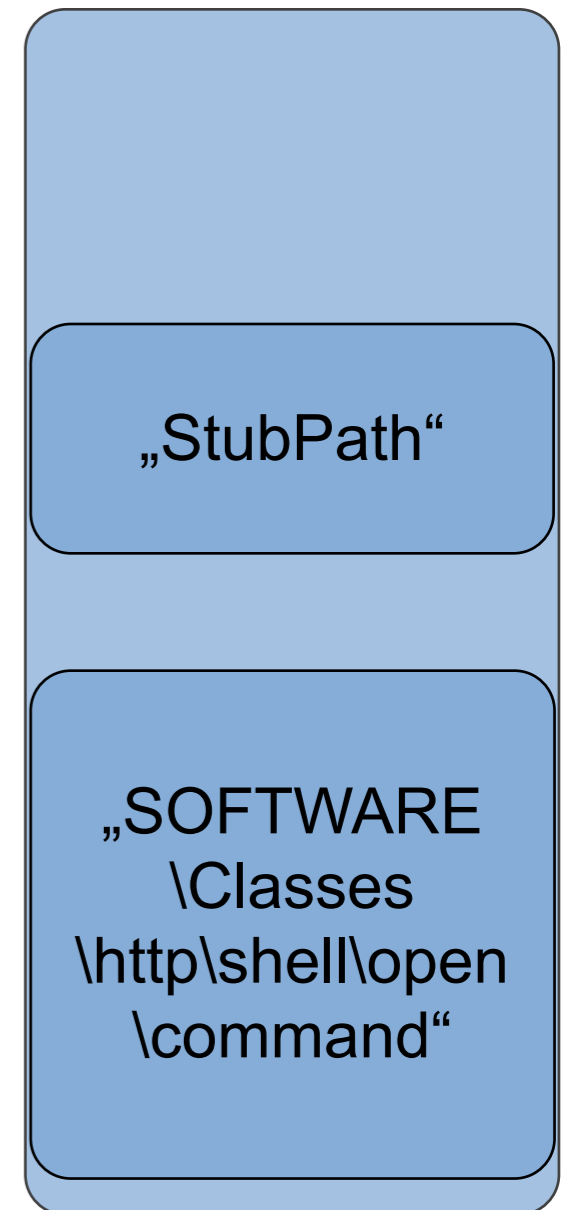 „StubPath“
„SOFTWARE
\Classes
\http\shell\open
\command“